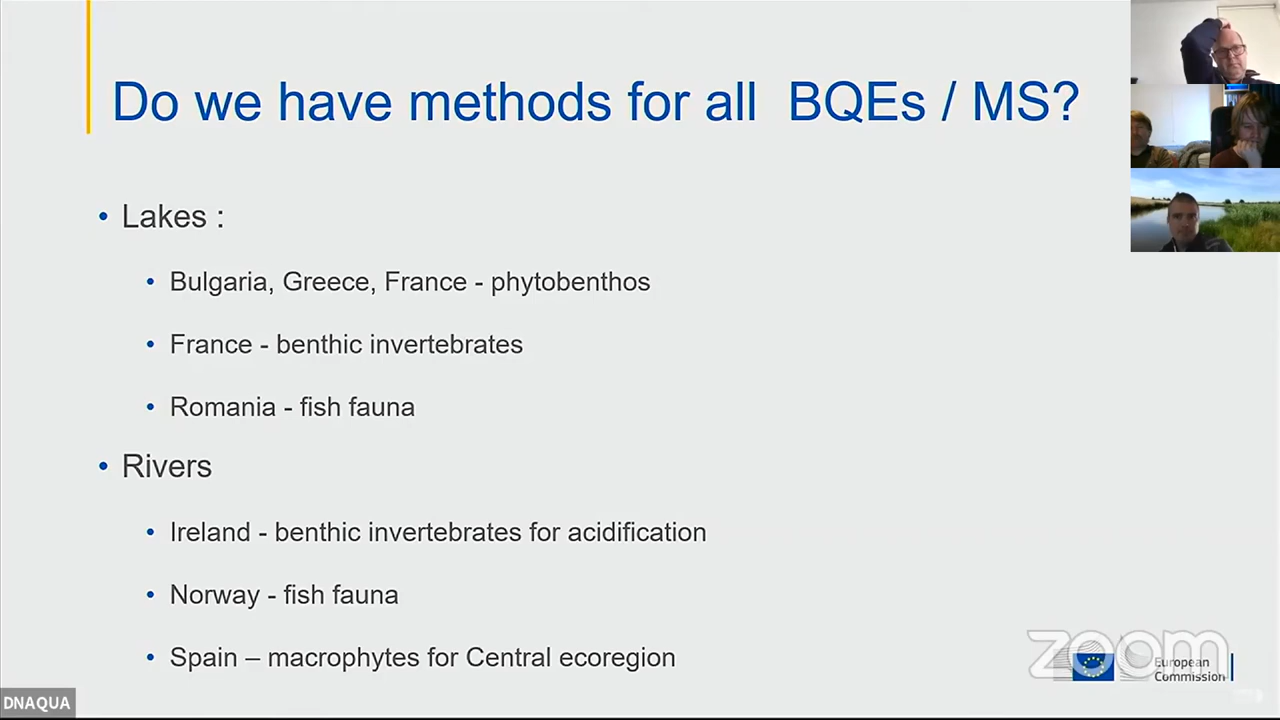 Do we have methods for all BQEs / MS?
• Lakes :
• Bulgaria, Greece, France - phytobenthos
• France - benthic invertebrates
• Romania - fish fauna
• Rivers
• Ireland - benthic invertebrates for acidification
• Norway - fish fauna
• Spain – macrophytes for Central ecoregion
zoom
European
Commission
DNAQUA